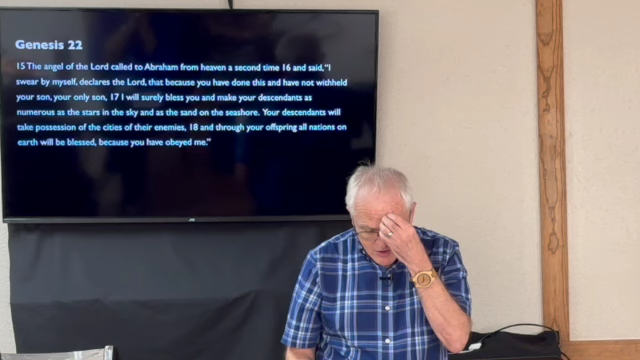 Genesis 22
15 The angel of the Lord called to Abraham from heaven a second time 16 and said, "I
swear by myself, declares the Lord, that because you have done this and have not withheld
your son, your only son, 17 I will surely bless you and make your descendants as
numerous as the stars in the sky and as the sand on the seashore. Your descendants will
take possession of the cities of their enemies, 18 and through your offspring all nations on
earth will be blessed, because you have obeyed me."